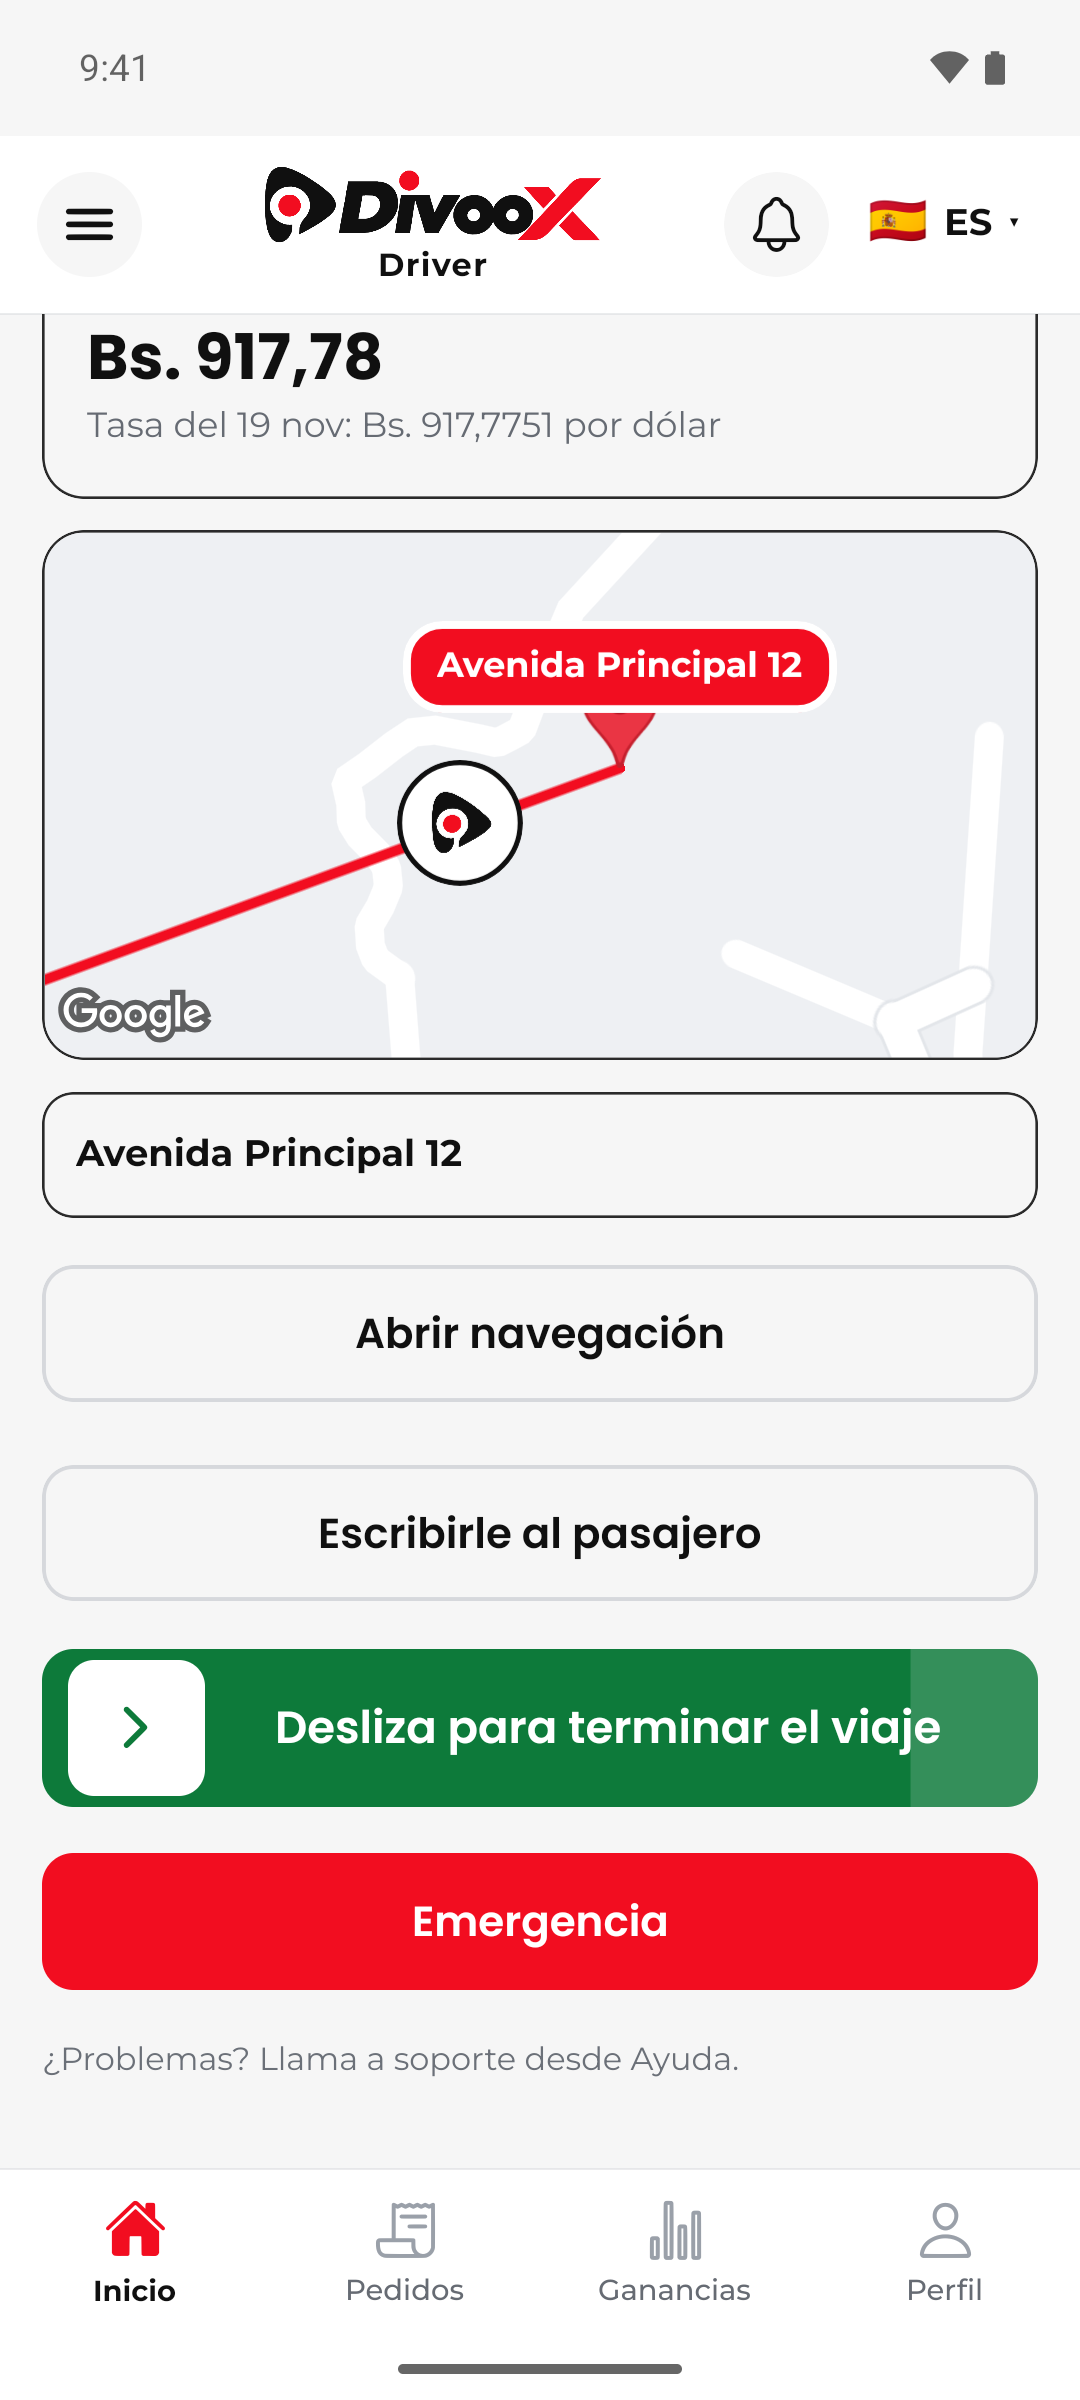 9:41
DivooX
Driver
ES
Bs. 917,78
Tasa del 19 nov: Bs. 917,7751 por dólar
Avenida Principal 12
Google
Avenida Principal 12
Abrir navegación
Escribirle al pasajero
Desliza para terminar el viaje
Emergencia
¿Problemas? Llama a soporte desde Ayuda.
Inicio
Pedidos
Ganancias
Perfil